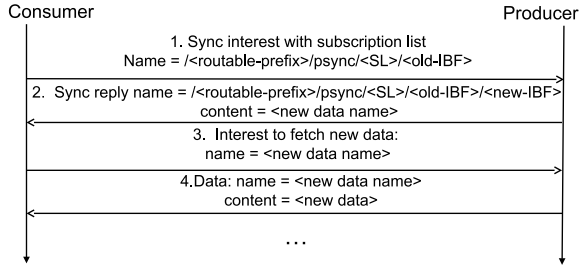 Consumer
Producer
1. Sync interest with subscription list
Name = /<routable-prefix>/psync/<SL>/<old-IBF>
2. Sync reply name = /<routable-prefix>/psync/<SL>/<old-IBF>/<new-IBF>
content = <new data name>
3. Interest to fetch new data:
name = <new data name>
4.Data: name = <new data name>
content = <new data>
...